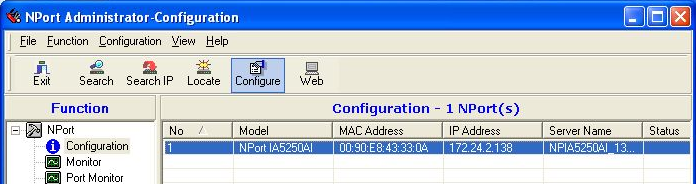 NPort Administrator-Configuration
File Function Configuration View Help
Exit Search Search IP Locate Configure Web
Function
Configuration - 1 NPort(s)
No / Model MAC Address IP Address Server Name Status
1 NPort IA5250AI 00:90:E8:43:33:0A 172.24.2.138 NPIA5250AI_13...
NPort
Configuration
Monitor
Port Monitor